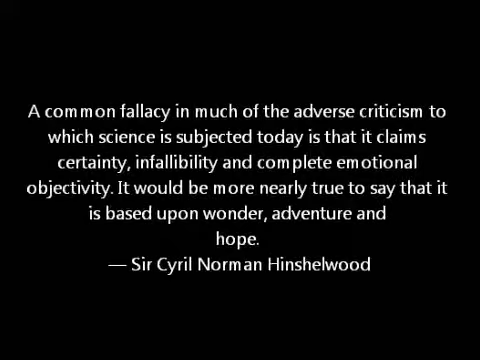 A common fallacy in much of the adverse criticism to
which science is subjected today is that it claims
certainty, infallibility and complete emotional
objectivity. It would be more nearly true to say that it
is based upon wonder, adventure and
hope.
— Sir Cyril Norman Hinshelwood